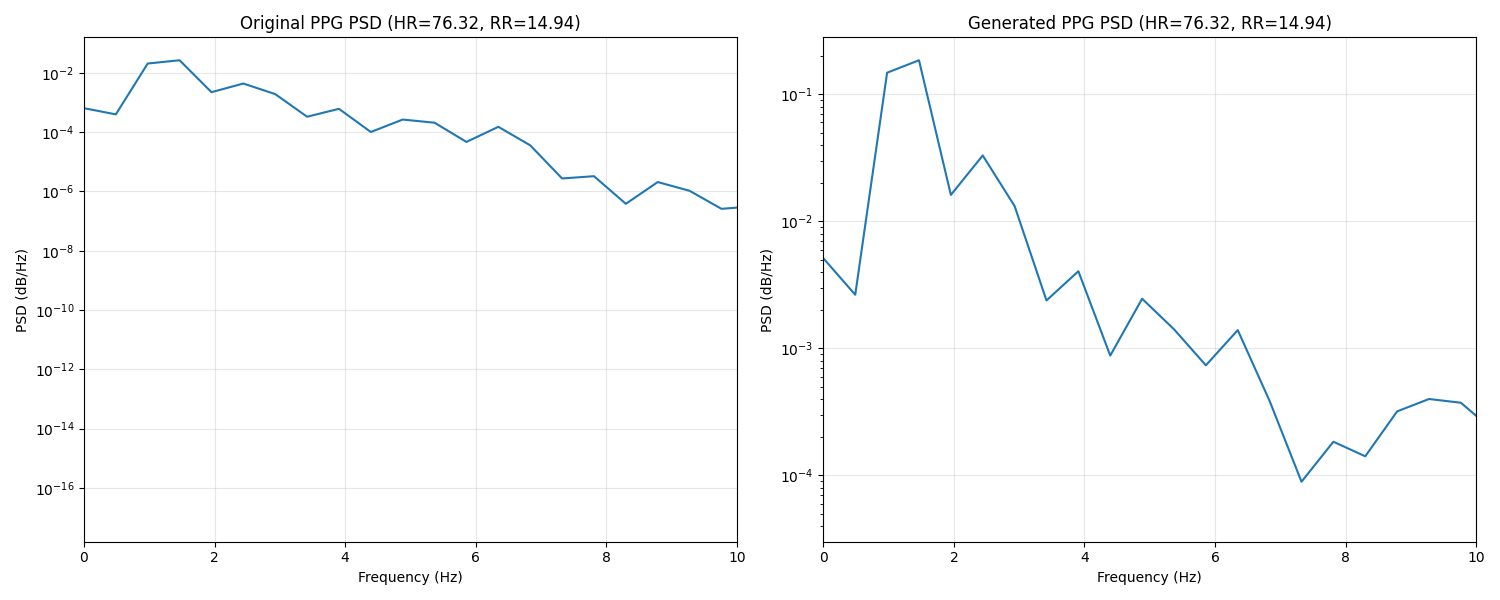 Original PPG PSD (HR=76.32, RR=14.94)
PSD (dB/Hz)
10⁻²
10⁻⁴
10⁻⁶
10⁻⁸
10⁻¹⁰
10⁻¹²
10⁻¹⁴
10⁻¹⁶
0 2 4 6 8 10
Frequency (Hz)
Generated PPG PSD (HR=76.32, RR=14.94)
PSD (dB/Hz)
10⁻¹
10⁻²
10⁻³
10⁻⁴
0 2 4 6 8 10
Frequency (Hz)